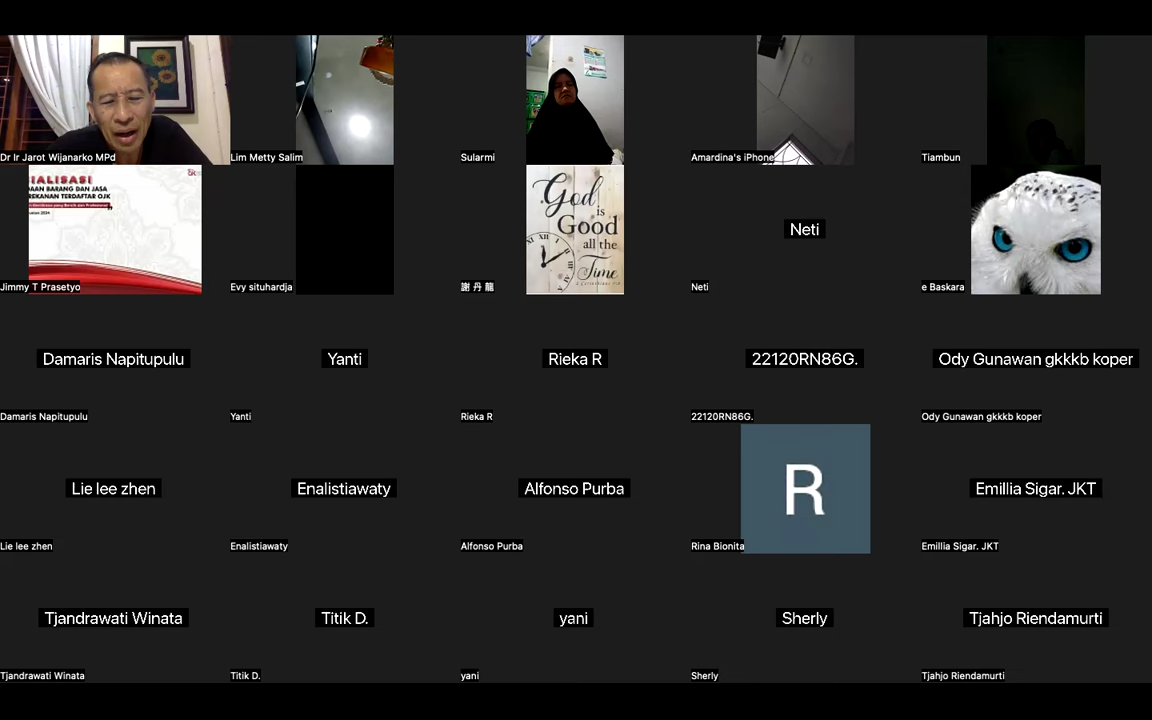 Dr Ir Jarot Wijanarko MPd
Lim Metty Salim
Sularmi
Amardina's iPhone
Tiambun
IALISASI
DAAN BARANG DAN JASA
REKANAN TERDAFTAR OJK
2024
Jimmy T Prasetyo
Evy situhardja
God
is
Good
all the
Time
XII
謝 丹 龍
Neti
Neti
e Baskara
Damaris Napitupulu
Yanti
Rieka R
22120RN86G.
Ody Gunawan gkkkb koper
Damaris Napitupulu
Yanti
Rieka R
22120RN86G.
Ody Gunawan gkkkb koper
Lie lee zhen
Enalistiawaty
Alfonso Purba
R
Emillia Sigar. JKT
Lie lee zhen
Enalistiawaty
Alfonso Purba
Rina Bionita
Emillia Sigar. JKT
Tjandrawati Winata
Titik D.
yani
Sherly
Tjahjo Riendamurti
Tjandrawati Winata
Titik D.
yani
Sherly
Tjahjo Riendamurti